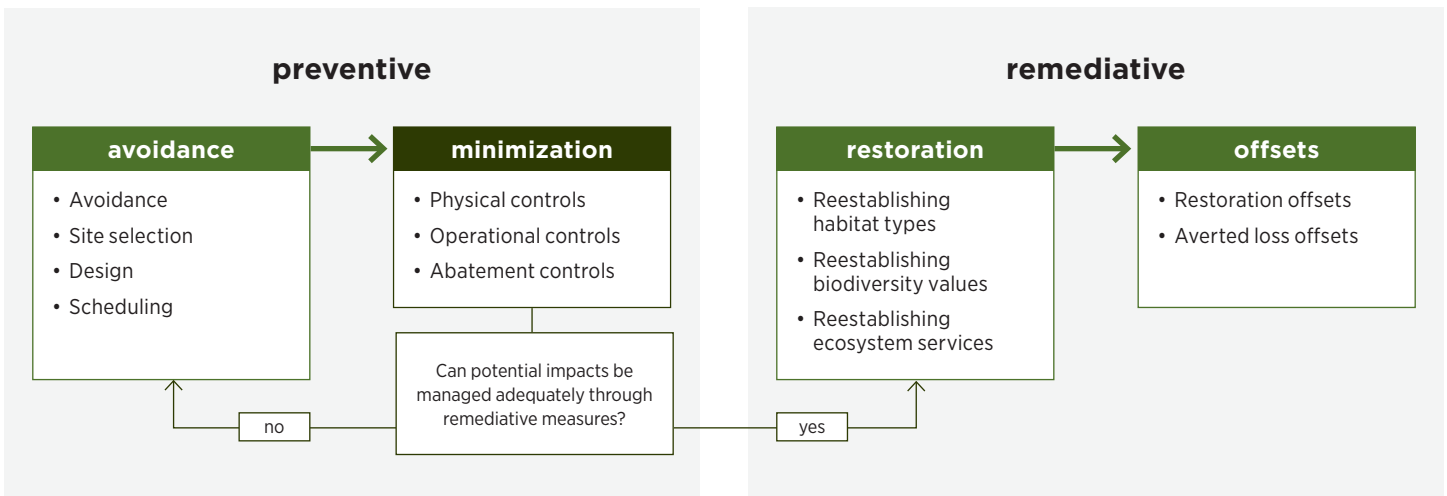 preventive
avoidance
• Avoidance
• Site selection
• Design
• Scheduling
minimization
• Physical controls
• Operational controls
• Abatement controls
Can potential impacts be
managed adequately through
remediative measures?
no
yes
remediative
restoration
• Reestablishing
habitat types
• Reestablishing
biodiversity values
• Reestablishing
ecosystem services
offsets
• Restoration offsets
• Averted loss offsets